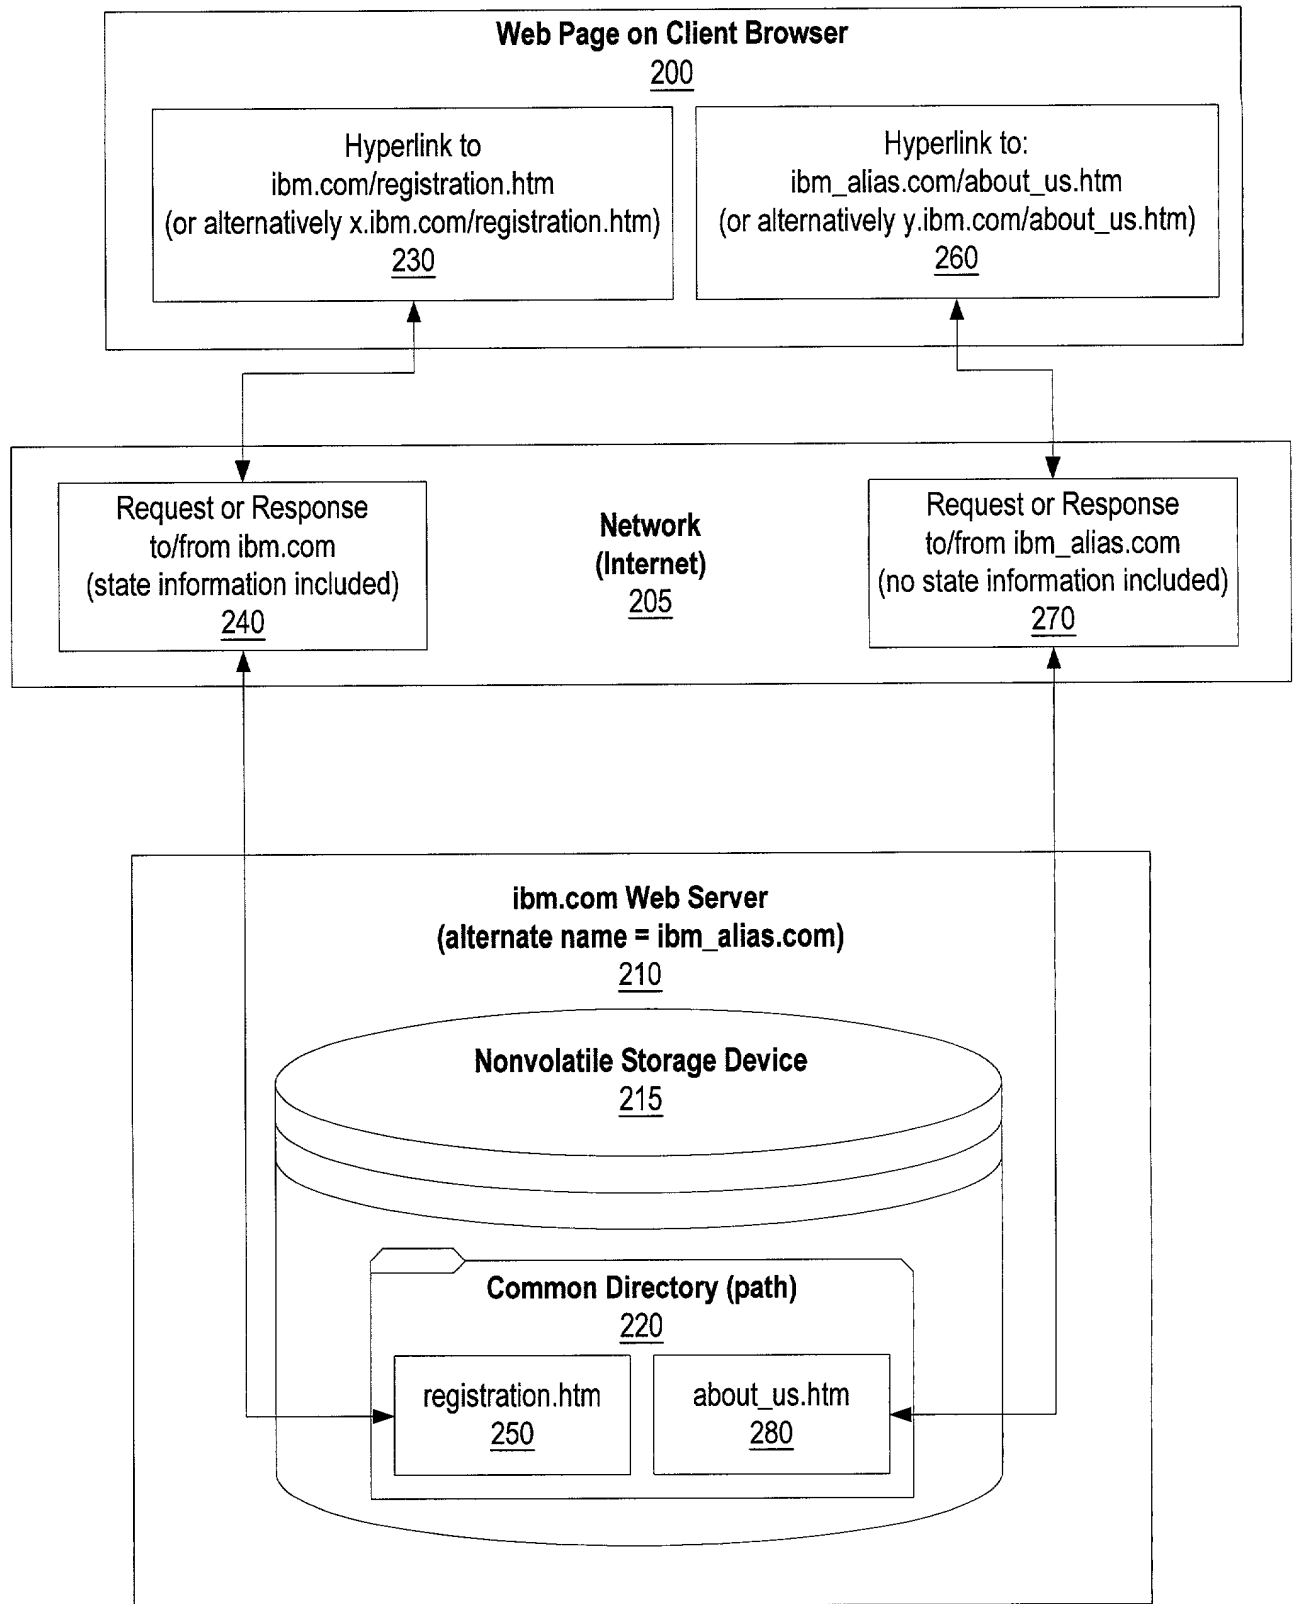 Web Page on Client Browser
200
Hyperlink to
ibm.com/registration.htm
(or alternatively x.ibm.com/registration.htm)
230
Hyperlink to:
ibm_alias.com/about_us.htm
(or alternatively y.ibm.com/about_us.htm)
260
Request or Response
to/from ibm.com
(state information included)
240
Network
(Internet)
205
Request or Response
to/from ibm_alias.com
(no state information included)
270
ibm.com Web Server
(alternate name = ibm_alias.com)
210
Nonvolatile Storage Device
215
Common Directory (path)
220
registration.htm
250
about_us.htm
280